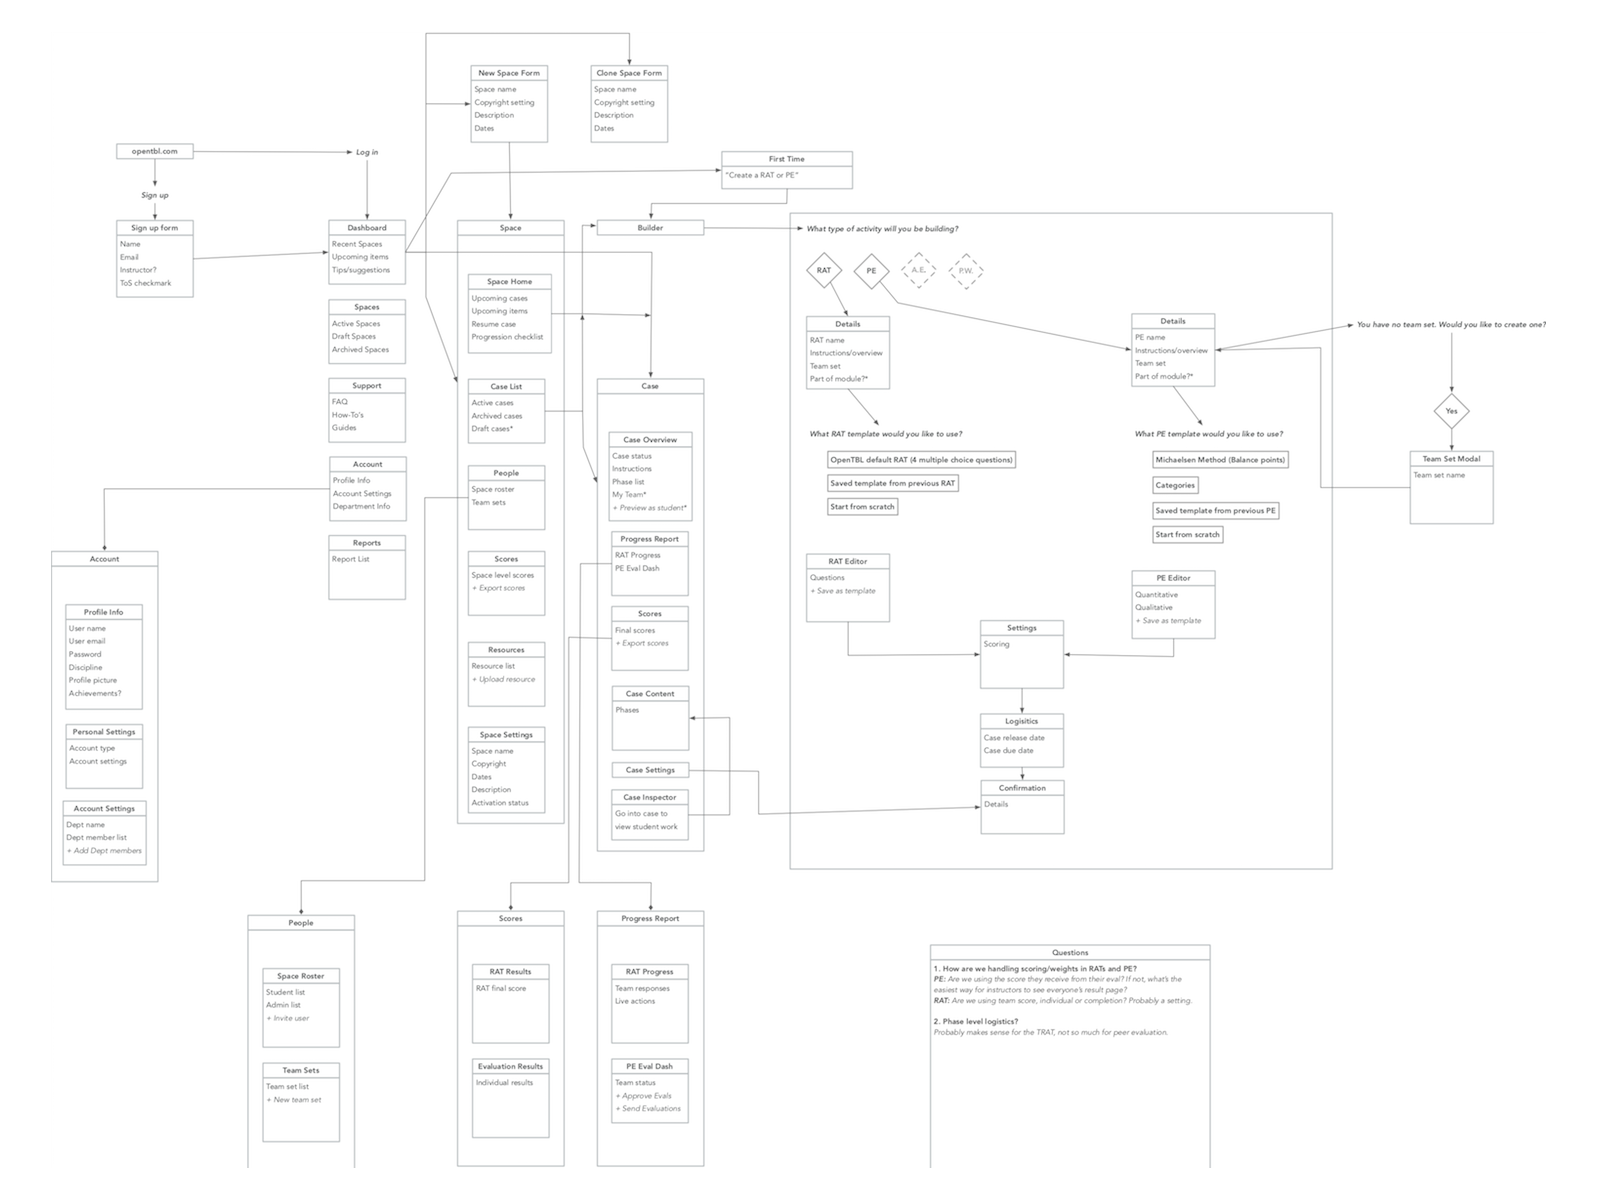 New Space Form
Space name
Copyright setting
Description
Dates
Clone Space Form
Space name
Copyright setting
Description
Dates
opentbl.com
Log in
Sign up
First Time
"Create a RAT or PE"
Sign up form
Name
Email
Instructor?
ToS checkmark
Dashboard
Recent Spaces
Upcoming items
Tips/suggestions
Spaces
Active Spaces
Draft Spaces
Archived Spaces
Support
FAQ
How-To's
Guides
Account
Profile Info
Account Settings
Department Info
Reports
Report List
Account
Profile Info
User name
User email
Password
Discipline
Profile picture
Achievements?
Personal Settings
Account type
Account settings
Account Settings
Dept name
Dept member list
+ Add Dept members
Space
Space Home
Upcoming cases
Upcoming items
Resume case
Progression checklist
Case List
Active cases
Archived cases
Draft cases*
People
Space roster
Team sets
Scores
Space level scores
+ Export scores
Resources
Resource list
+ Upload resource
Space Settings
Space name
Copyright
Dates
Description
Activation status
Builder
Case
Case Overview
Case status
Instructions
Phase list
My Team*
+ Preview as student*
Progress Report
RAT Progress
PE Eval Dash
Scores
Final scores
+ Export scores
Case Content
Phases
Case Settings
Case Inspector
Go into case to
view student work
What type of activity will you be building?
RAT
PE
A.E.
P.W.
Details
RAT name
Instructions/overview
Team set
Part of module?*
What RAT template would you like to use?
OpenTBL default RAT (4 multiple choice questions)
Saved template from previous RAT
Start from scratch
RAT Editor
Questions
+ Save as template
Details
PE name
Instructions/overview
Team set
Part of module?*
What PE template would you like to use?
Michaelsen Method (Balance points)
Categories
Saved template from previous PE
Start from scratch
PE Editor
Quantitative
Qualitative
+ Save as template
Settings
Scoring
Logisitics
Case release date
Case due date
Confirmation
Details
You have no team set. Would you like to create one?
Yes
Team Set Modal
Team set name
People
Space Roster
Student list
Admin list
+ Invite user
Team Sets
Team set list
+ New team set
Scores
RAT Results
RAT final score
Evaluation Results
Individual results
Progress Report
RAT Progress
Team responses
Live actions
PE Eval Dash
Team status
+ Approve Evals
+ Send Evaluations
Questions
1. How are we handling scoring/weights in RATs and PE?
PE: Are we using the score they receive from their eval? If not, what's the
easiest way for instructors to see everyone's result page?
RAT: Are we using team score, individual or completion? Probably a setting.
2. Phase level logistics?
Probably makes sense for the TRAT, not so much for peer evaluation.